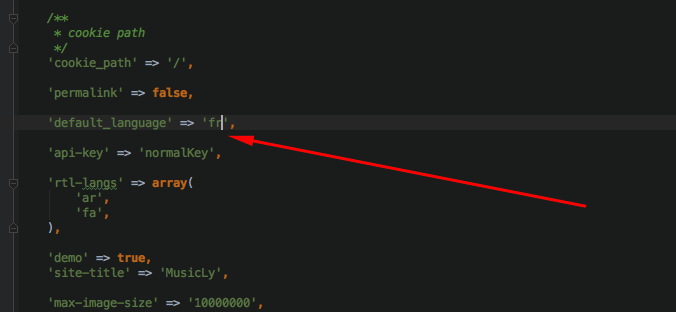 /**
* cookie path
*/
'cookie_path' => '/',
'permalink' => false,
'default_language' => 'fr',
'api-key' => 'normalKey',
'rtl-langs' => array(
'ar',
'fa',
),
'demo' => true,
'site-title' => 'MusicLy',
'max-image-size' => '10000000',